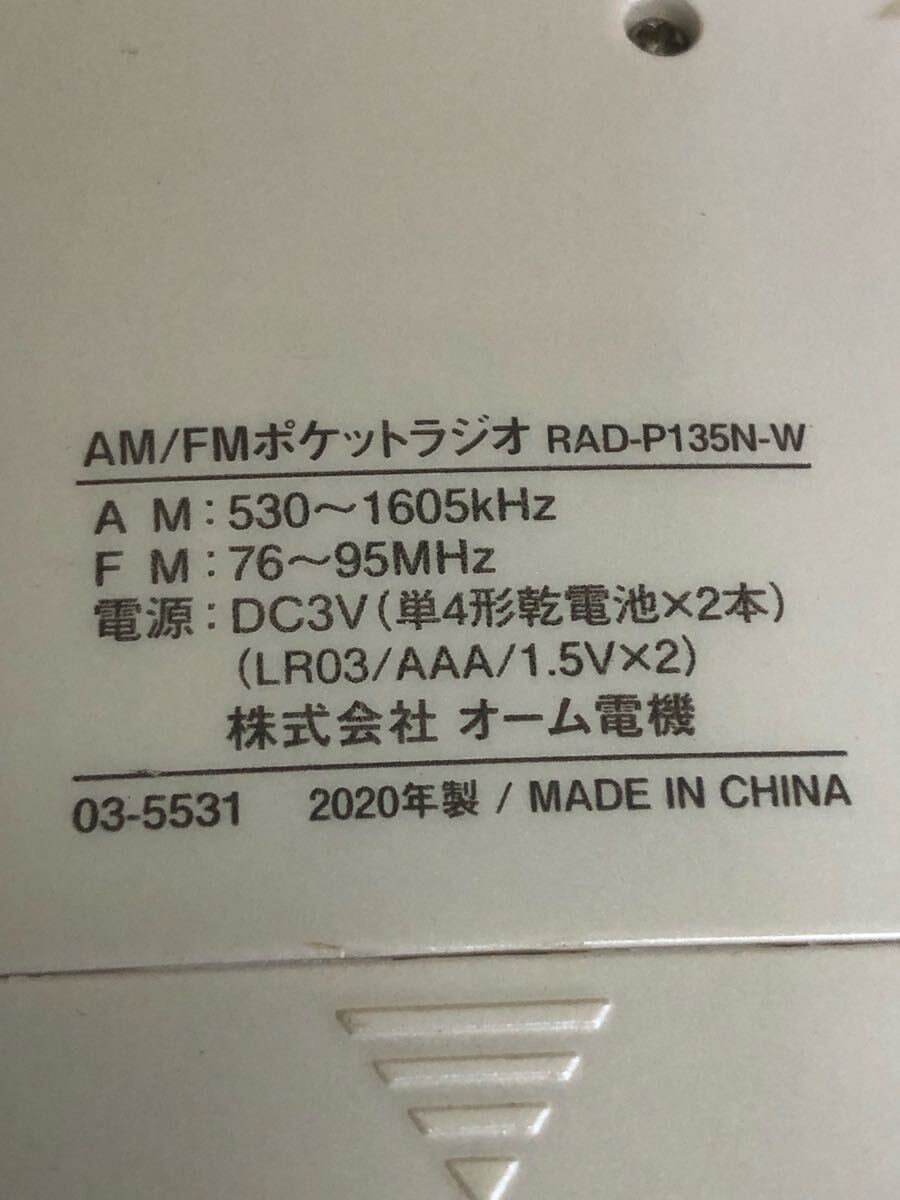 AM/FMポケットラジオ RAD-P135N-W
A M:530～1605kHz
F M:76～95MHz
電源:DC3V(単4形乾電池×2本)
(LR03/AAA/1.5V×2)
株式会社 オーム電機
03-5531 2020年製 / MADE IN CHINA